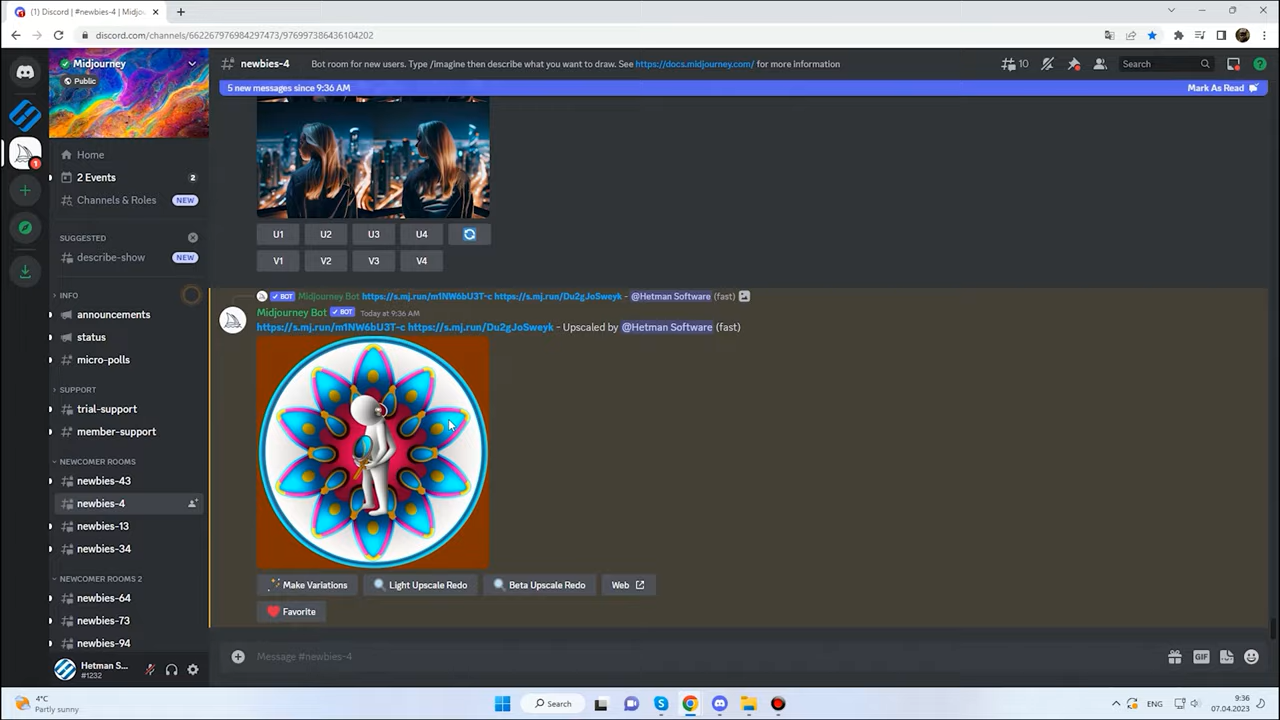 (1) Discord | #newbies-4 | Midjou
discord.com/channels/662267976984297473/976997386436104202
Midjourney
Public
Home
2 Events
2
Channels & Roles
NEW
SUGGESTED
describe-show
NEW
INFO
announcements
status
micro-polls
SUPPORT
trial-support
member-support
NEWCOMER ROOMS
newbies-43
newbies-4
newbies-13
newbies-34
NEWCOMER ROOMS 2
newbies-64
newbies-73
newbies-94
Hetman S...
#1232
1
newbies-4
Bot room for new users. Type /imagine then describe what you want to draw. See https://docs.midjourney.com/ for more information
10
Search
5 new messages since 9:36 AM
Mark As Read
U1 U2 U3 U4
V1 V2 V3 V4
BOT Midjourney Bot https://s.mj.run/m1NW6bU3T-c https://s.mj.run/Du2gJoSweyk - @Hetman Software (fast)
Midjourney Bot BOT Today at 9:36 AM
https://s.mj.run/m1NW6bU3T-c https://s.mj.run/Du2gJoSweyk - Upscaled by @Hetman Software (fast)
Make Variations Light Upscale Redo Beta Upscale Redo Web
Favorite
Message #newbies-4
GIF
4°C
Partly sunny
Search
ENG
9:36
07.04.2023